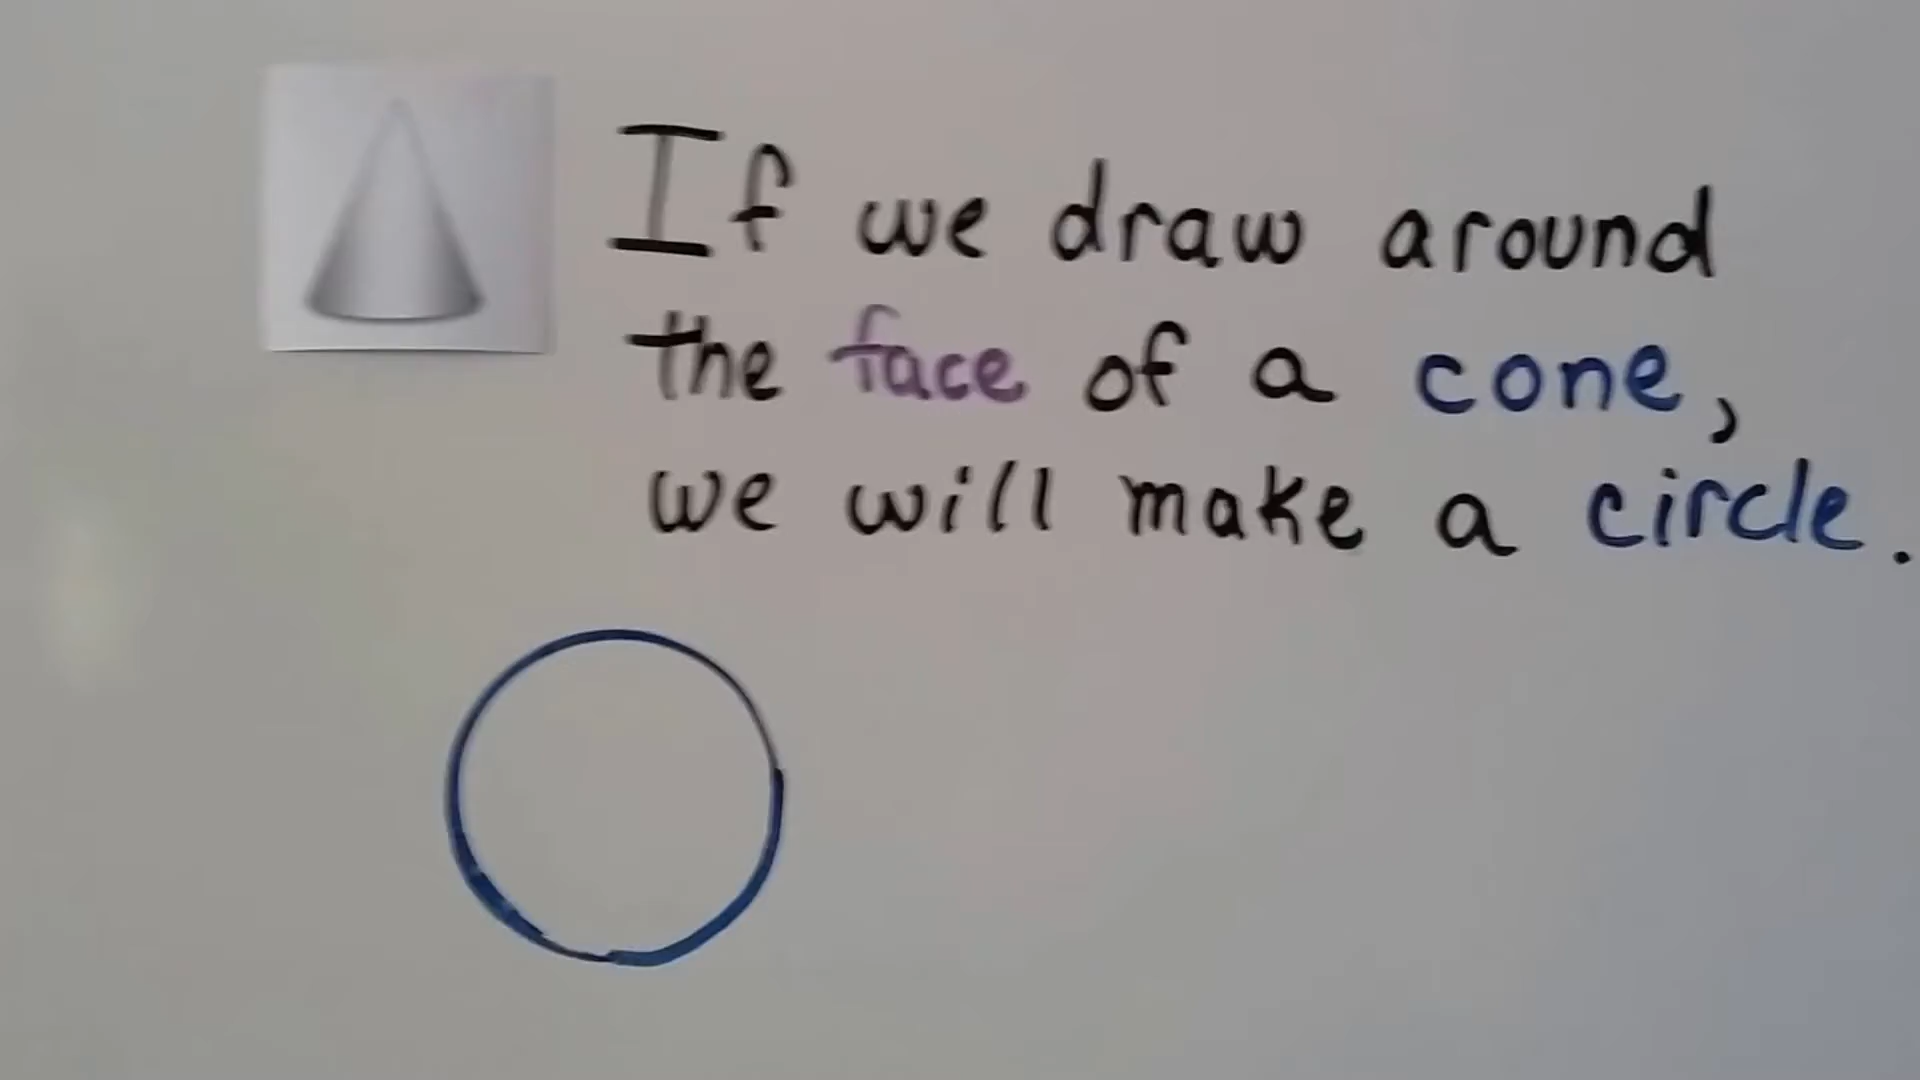 If we draw around
the face of a cone,
we will make a circle.